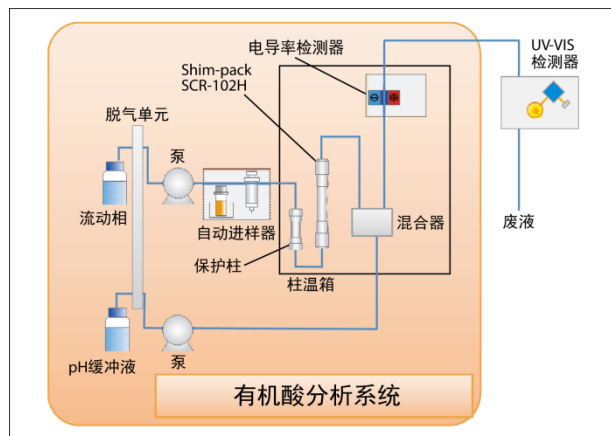 电导率检测器
UV-VIS
检测器
Shim-pack
SCR-102H
脱气单元
泵
流动相
自动进样器
混合器
废液
保护柱
柱温箱
pH缓冲液
泵
有机酸分析系统